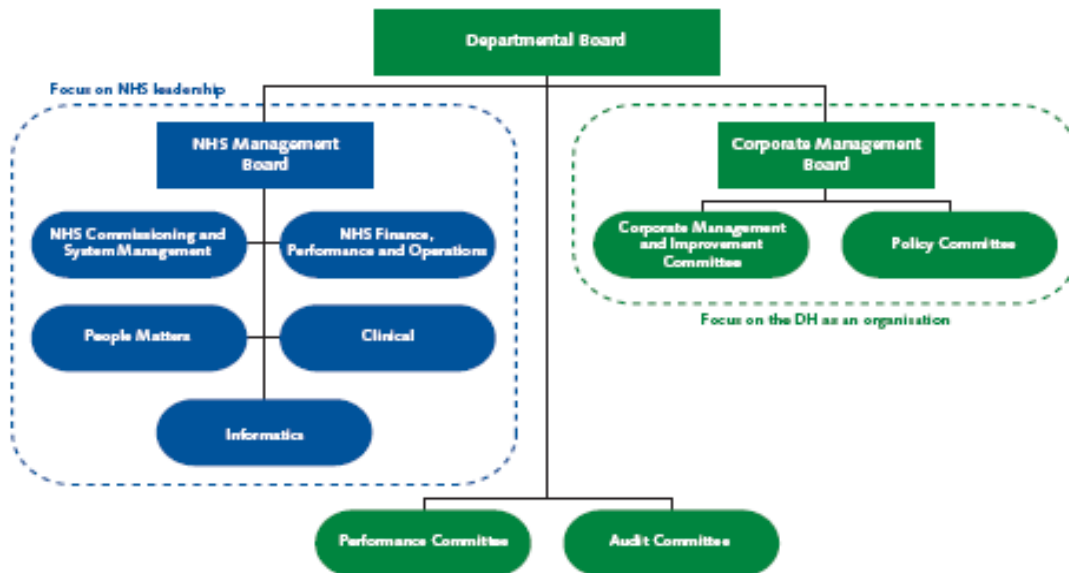 Departmental Board
Focus on NHS leadership
NHS Management
Board
Corporate Management
Board
NHS Commissioning and
System Management
NHS Finance,
Performance and Operations
Corporate Management
and Improvement
Committee
Policy Committee
Focus on the DH as an organisation
People Matters
Clinical
Informatics
Performance Committee
Audit Committee